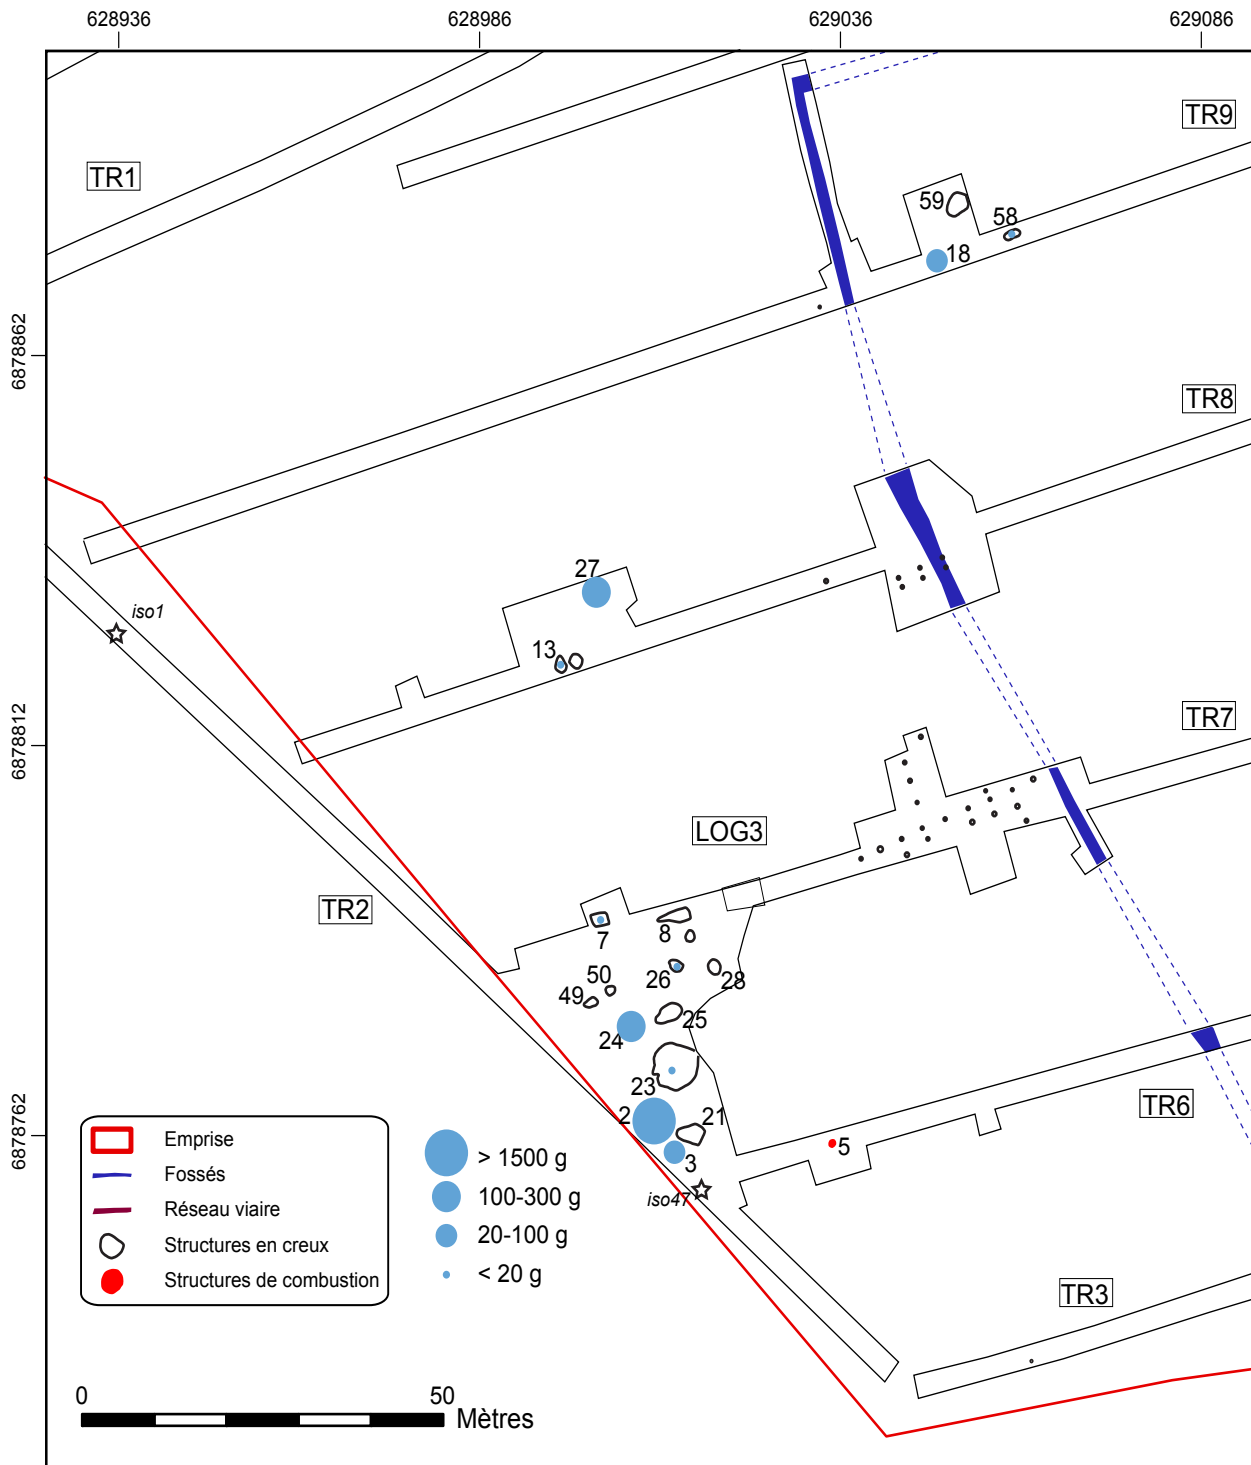 628936
628986
629036
629086
TR9
TR1
59
58
18
6878862
TR8
27
iso1
13
TR7
6878812
LOG3
TR2
7
8
26
28
50
49
25
24
23
2
21
TR6
6878762
3
5
iso47
Emprise
Fossés
Réseau viaire
Structures en creux
Structures de combustion
> 1500 g
100-300 g
20-100 g
< 20 g
TR3
0
50
Mètres